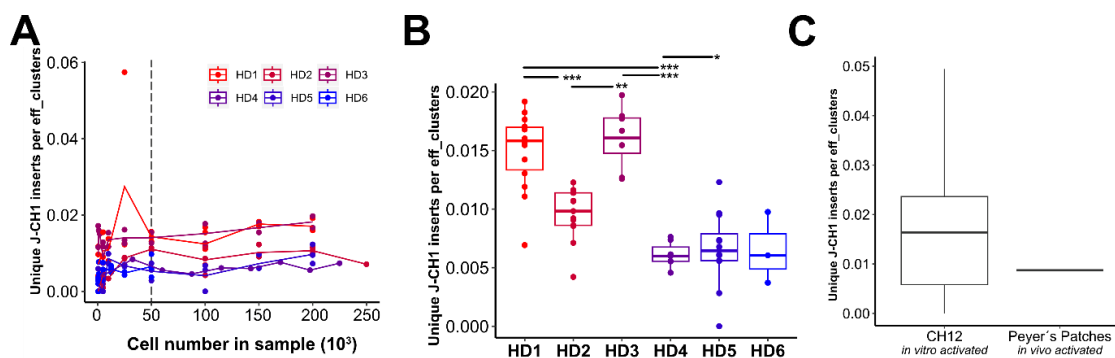 A
Unique J-CH1 inserts per eff_clusters
0.06
0.04
0.02
0.00
HD1 HD2 HD3
HD4 HD5 HD6
0 50 100 150 200 250
Cell number in sample (10³)
B
Unique J-CH1 inserts per eff_clusters
0.020
0.015
0.010
0.005
0.000
*
***
*** ***
**
HD1 HD2 HD3 HD4 HD5 HD6
C
Unique J-CH1 inserts per eff_clusters
0.05
0.04
0.03
0.02
0.01
0.00
CH12 Peyer´s Patches
in vitro activated in vivo activated